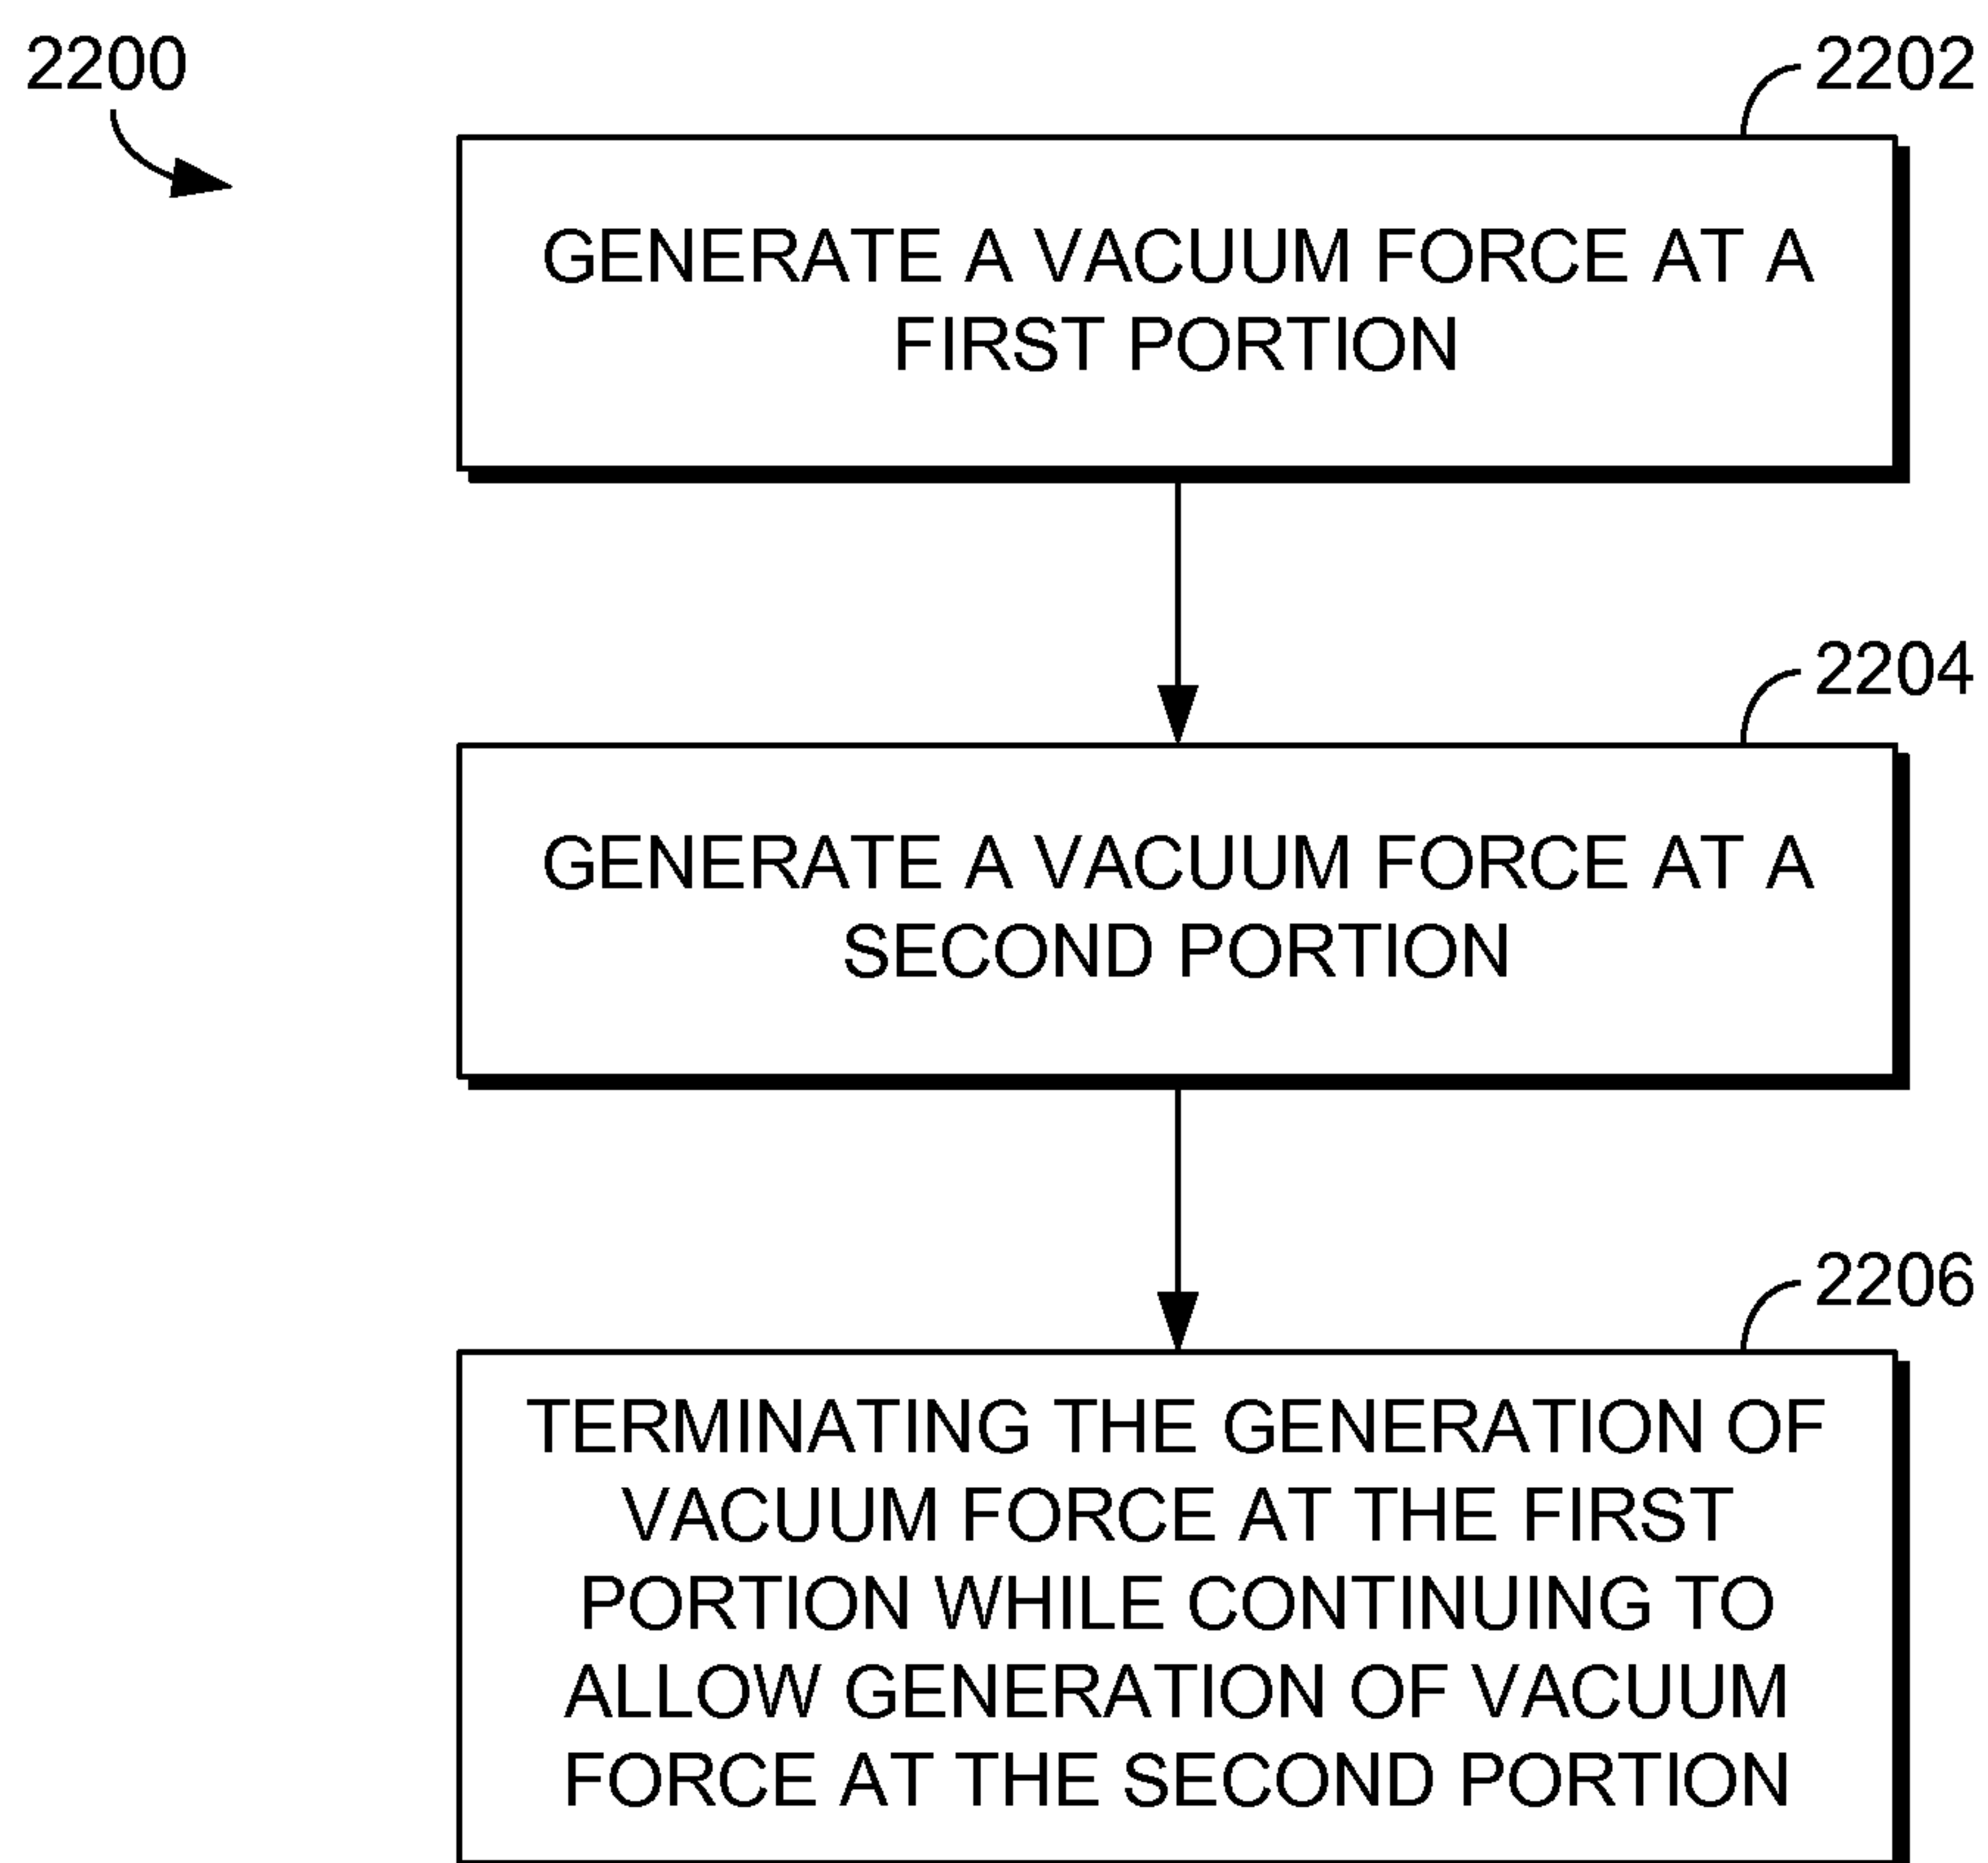 2200
2202
GENERATE A VACUUM FORCE AT A
FIRST PORTION
2204
GENERATE A VACUUM FORCE AT A
SECOND PORTION
2206
TERMINATING THE GENERATION OF
VACUUM FORCE AT THE FIRST
PORTION WHILE CONTINUING TO
ALLOW GENERATION OF VACUUM
FORCE AT THE SECOND PORTION